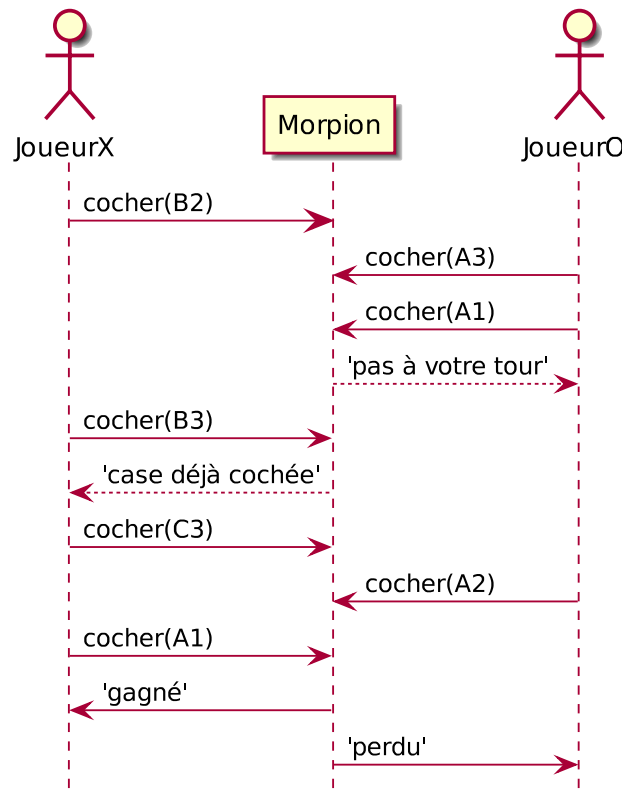 JoueurX
Morpion
JoueurO
cocher(B2)
cocher(A3)
cocher(A1)
'pas à votre tour'
cocher(B3)
'case déjà cochée'
cocher(C3)
cocher(A2)
cocher(A1)
'gagné'
'perdu'